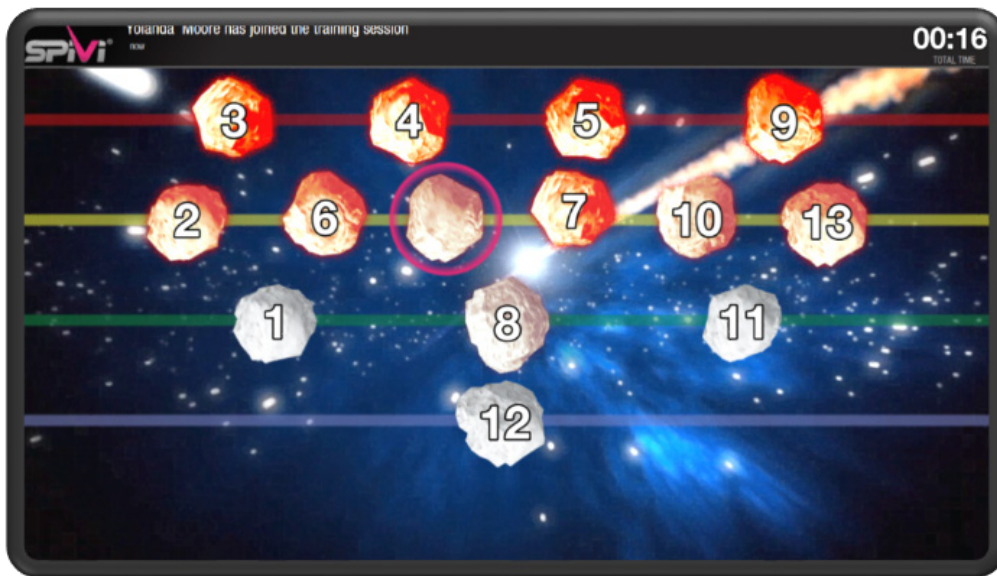 Yolanda Moore has joined the training session
now
SPiVi®
00:16
TOTAL TIME
3 4 5 9
2 6 7 10 13
1 8 11
12